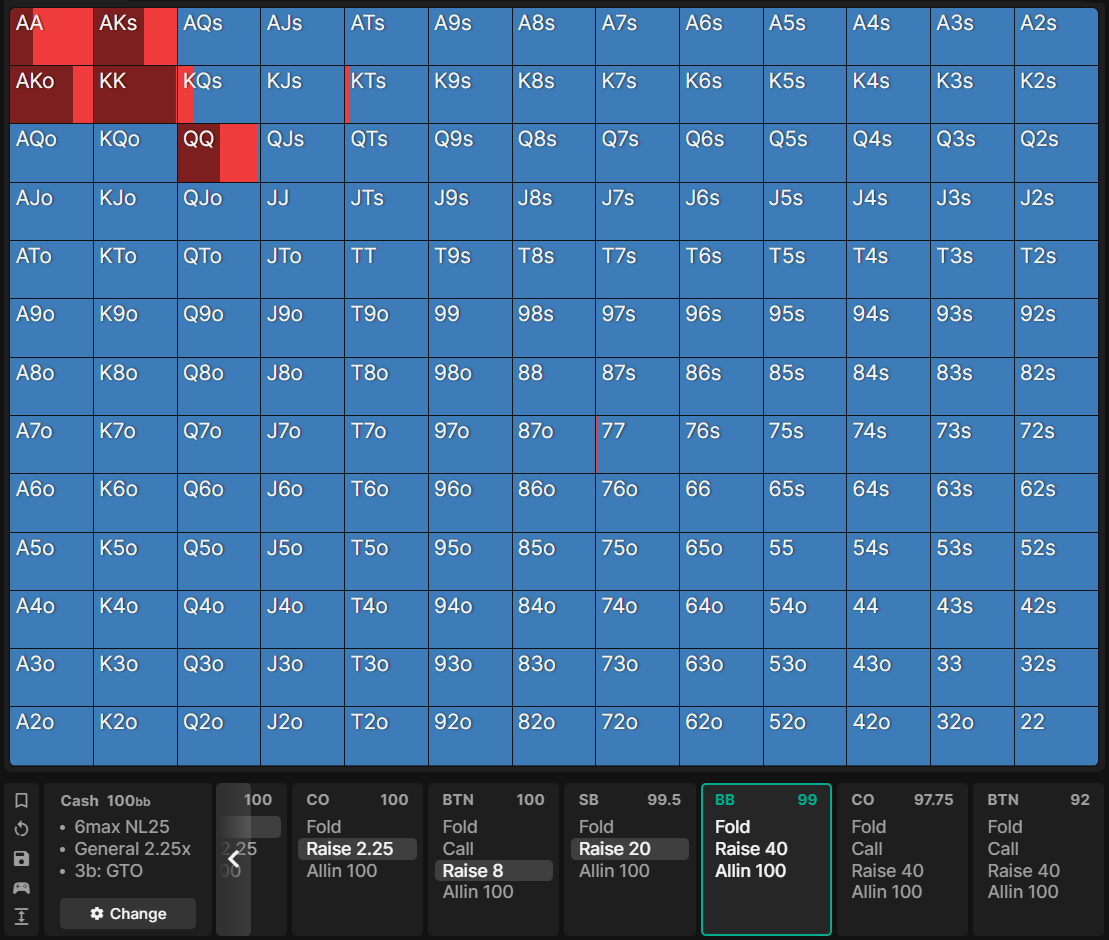 AA AKs AQs AJs ATs A9s A8s A7s A6s A5s A4s A3s A2s
AKo KK KQs KJs KTs K9s K8s K7s K6s K5s K4s K3s K2s
AQo KQo QQ QJs QTs Q9s Q8s Q7s Q6s Q5s Q4s Q3s Q2s
AJo KJo QJo JJ JTs J9s J8s J7s J6s J5s J4s J3s J2s
ATo KTo QTo JTo TT T9s T8s T7s T6s T5s T4s T3s T2s
A9o K9o Q9o J9o T9o 99 98s 97s 96s 95s 94s 93s 92s
A8o K8o Q8o J8o T8o 98o 88 87s 86s 85s 84s 83s 82s
A7o K7o Q7o J7o T7o 97o 87o 77 76s 75s 74s 73s 72s
A6o K6o Q6o J6o T6o 96o 86o 76o 66 65s 64s 63s 62s
A5o K5o Q5o J5o T5o 95o 85o 75o 65o 55 54s 53s 52s
A4o K4o Q4o J4o T4o 94o 84o 74o 64o 54o 44 43s 42s
A3o K3o Q3o J3o T3o 93o 83o 73o 63o 53o 43o 33 32s
A2o K2o Q2o J2o T2o 92o 82o 72o 62o 52o 42o 32o 22
Cash 100bb
• 6max NL25
• General 2.25x
• 3b: GTO
Change
100
2.25
00
CO 100
Fold
Raise 2.25
Allin 100
BTN 100
Fold
Call
Raise 8
Allin 100
SB 99.5
Fold
Raise 20
Allin 100
BB 99
Fold
Raise 40
Allin 100
CO 97.75
Fold
Call
Raise 40
Allin 100
BTN 92
Fold
Call
Raise 40
Allin 100